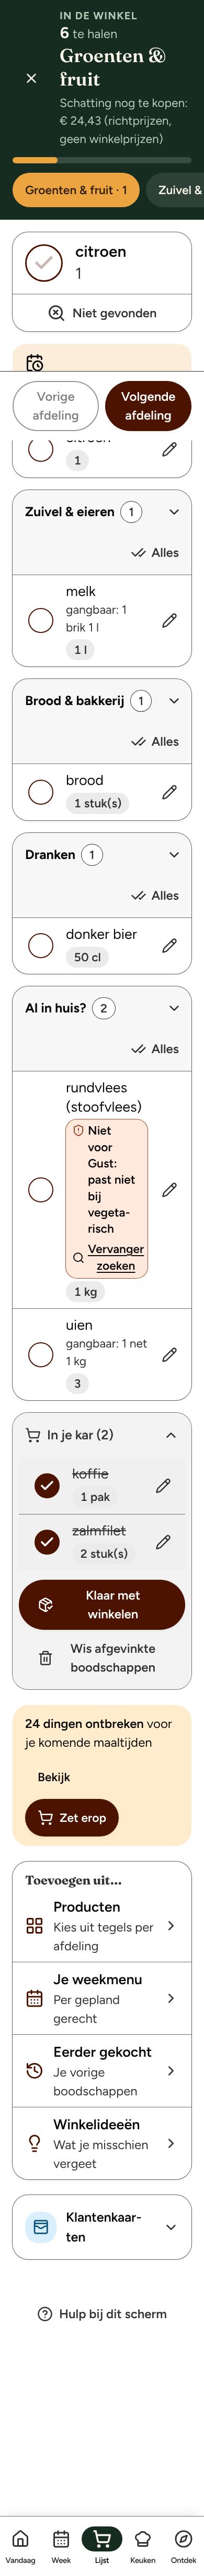 IN DE WINKEL
6 te halen
Groenten &
fruit
Schatting nog te kopen:
€ 24,43 (richtprijzen,
geen winkelprijzen)
Groenten & fruit · 1
Zuivel &
citroen
1
Niet gevonden
Vorige
afdeling
Volgende
afdeling
citroen
1
Zuivel & eieren 1
Alles
melk
gangbaar: 1
brik 1 l
1 l
Brood & bakkerij 1
Alles
brood
1 stuk(s)
Dranken 1
Alles
donker bier
50 cl
Al in huis? 2
Alles
rundvlees
(stoofvlees)
Niet
voor
Gust:
past niet
bij
vegeta-
risch
Vervanger
zoeken
1 kg
uien
gangbaar: 1 net
1 kg
3
In je kar (2)
koffie
1 pak
zalmfilet
2 stuk(s)
Klaar met
winkelen
Wis afgevinkte
boodschappen
24 dingen ontbreken voor
je komende maaltijden
Bekijk
Zet erop
Toevoegen uit...
Producten
Kies uit tegels per
afdeling
Je weekmenu
Per gepland
gerecht
Eerder gekocht
Je vorige
boodschappen
Winkelideeën
Wat je misschien
vergeet
Klantenkaar-
ten
Hulp bij dit scherm
Vandaag
Week
Lijst
Keuken
Ontdek